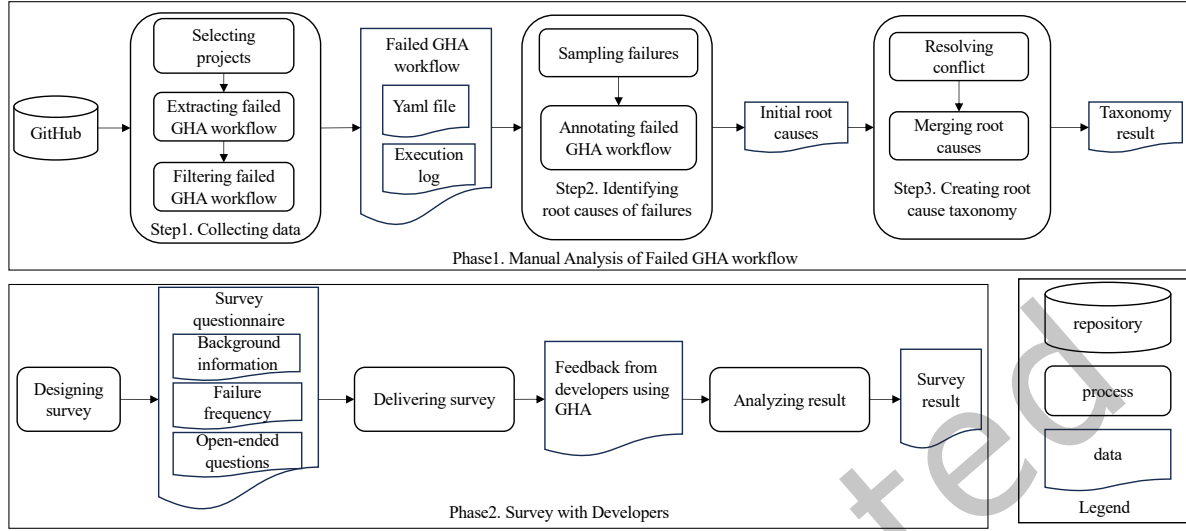 GitHub
Selecting
projects
Extracting failed
GHA workflow
Filtering failed
GHA workflow
Step1. Collecting data
Failed GHA
workflow
Yaml file
Execution
log
Sampling failures
Annotating failed
GHA workflow
Step2. Identifying
root causes of failures
Initial root
causes
Resolving
conflict
Merging root
causes
Step3. Creating root
cause taxonomy
Taxonomy
result
Phase1. Manual Analysis of Failed GHA workflow
Designing
survey
Survey
questionnaire
Background
information
Failure
frequency
Open-ended
questions
Delivering survey
Feedback from
developers using
GHA
Analyzing result
Survey
result
Phase2. Survey with Developers
repository
process
data
Legend
ted